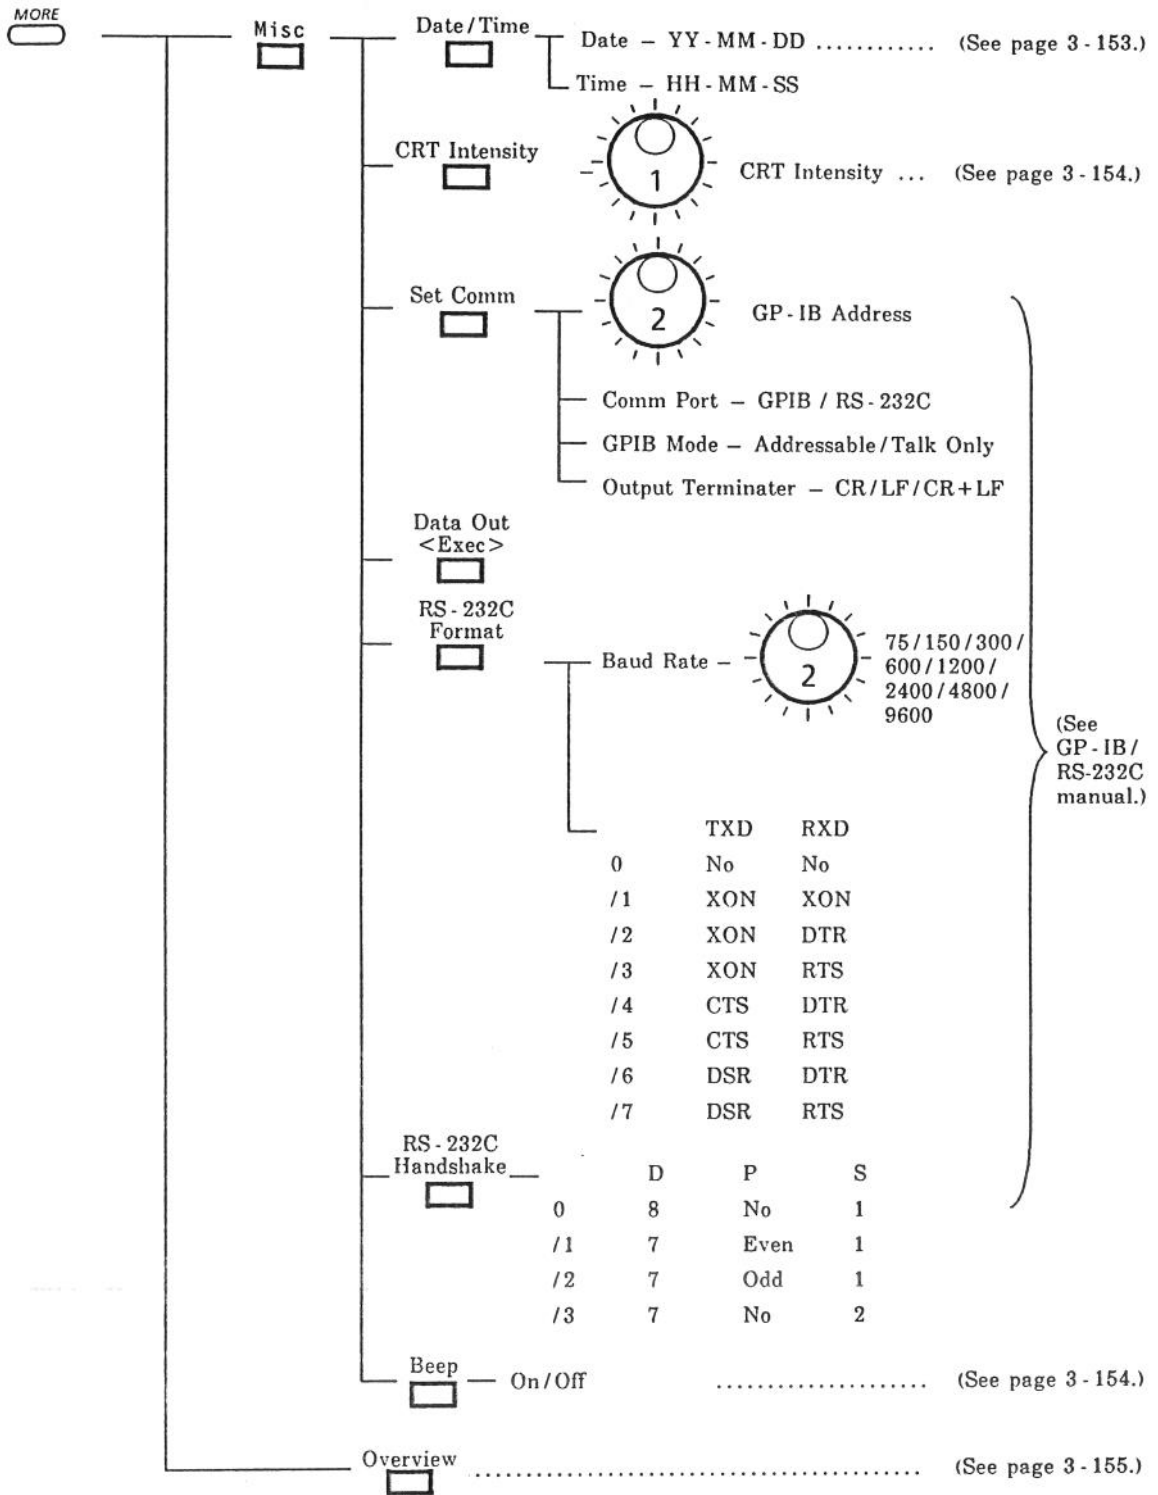 MORE
Misc
Date/Time
Date – YY-MM-DD ............ (See page 3-153.)
Time – HH-MM-SS
CRT Intensity
1
CRT Intensity ... (See page 3-154.)
Set Comm
2
GP-IB Address
Comm Port – GPIB / RS-232C
GPIB Mode – Addressable/Talk Only
Output Terminater – CR/LF/CR+LF
Data Out
<Exec>
RS-232C
Format
Baud Rate –
2
75/150/300/
600/1200/
2400/4800/
9600
(See
GP-IB/
RS-232C
manual.)
TXD RXD
0 No No
/1 XON XON
/2 XON DTR
/3 XON RTS
/4 CTS DTR
/5 CTS RTS
/6 DSR DTR
/7 DSR RTS
RS-232C
Handshake
D P S
0 8 No 1
/1 7 Even 1
/2 7 Odd 1
/3 7 No 2
Beep
On/Off ..................... (See page 3-154.)
Overview
............................................ (See page 3-155.)